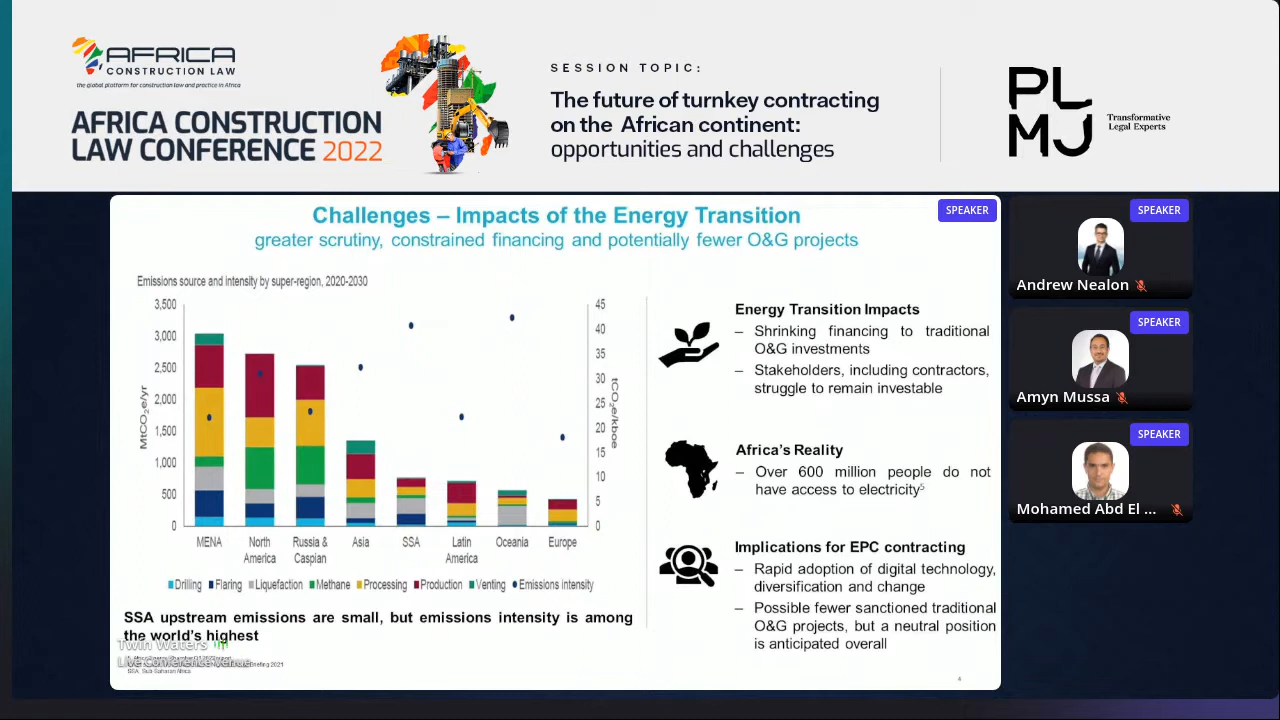 AFRICA
CONSTRUCTION LAW
the global platform for construction law and practice in Africa
AFRICA CONSTRUCTION
LAW CONFERENCE 2022
SESSION TOPIC:
The future of turnkey contracting
on the African continent:
opportunities and challenges
PL
MJ
Transformative
Legal Experts
Challenges – Impacts of the Energy Transition
greater scrutiny, constrained financing and potentially fewer O&G projects
SPEAKER
Emissions source and intensity by super-region, 2020-2030
MtCO₂e/yr
3,500
3,000
2,500
2,000
1,500
1,000
500
0
45
40
35
30
25
20
15
10
5
0
tCO₂e/kboe
MENA North America Russia & Caspian Asia SSA Latin America Oceania Europe
Drilling Flaring Liquefaction Methane Processing Production Venting Emissions intensity
SSA upstream emissions are small, but emissions intensity is among
the world's highest
Twin Waters
SSA, Sub-Saharan Africa
Energy Transition Impacts
– Shrinking financing to traditional
O&G investments
– Stakeholders, including contractors,
struggle to remain investable
Africa's Reality
– Over 600 million people do not
have access to electricity⁵
Implications for EPC contracting
– Rapid adoption of digital technology,
diversification and change
– Possible fewer sanctioned traditional
O&G projects, but a neutral position
is anticipated overall
4
SPEAKER
Andrew Nealon
SPEAKER
Amyn Mussa
SPEAKER
Mohamed Abd El ...